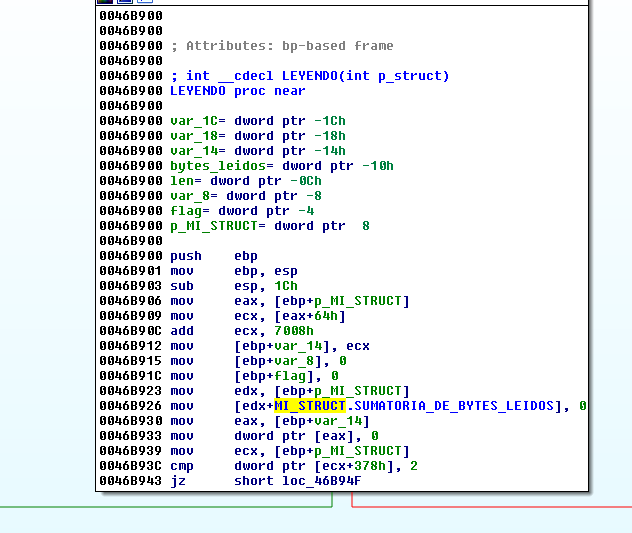 0046B900
0046B900
0046B900 ; Attributes: bp-based frame
0046B900
0046B900 ; int __cdecl LEYENDO(int p_struct)
0046B900 LEYENDO proc near
0046B900
0046B900 var_1C= dword ptr -1Ch
0046B900 var_18= dword ptr -18h
0046B900 var_14= dword ptr -14h
0046B900 bytes_leidos= dword ptr -10h
0046B900 len= dword ptr -0Ch
0046B900 var_8= dword ptr -8
0046B900 flag= dword ptr -4
0046B900 p_MI_STRUCT= dword ptr  8
0046B900
0046B900 push    ebp
0046B901 mov     ebp, esp
0046B903 sub     esp, 1Ch
0046B906 mov     eax, [ebp+p_MI_STRUCT]
0046B909 mov     ecx, [eax+64h]
0046B90C add     ecx, 7008h
0046B912 mov     [ebp+var_14], ecx
0046B915 mov     [ebp+var_8], 0
0046B91C mov     [ebp+flag], 0
0046B923 mov     edx, [ebp+p_MI_STRUCT]
0046B926 mov     [edx+MI_STRUCT.SUMATORIA_DE_BYTES_LEIDOS], 0
0046B930 mov     eax, [ebp+var_14]
0046B933 mov     dword ptr [eax], 0
0046B939 mov     ecx, [ebp+p_MI_STRUCT]
0046B93C cmp     dword ptr [ecx+378h], 2
0046B943 jz      short loc_46B94F